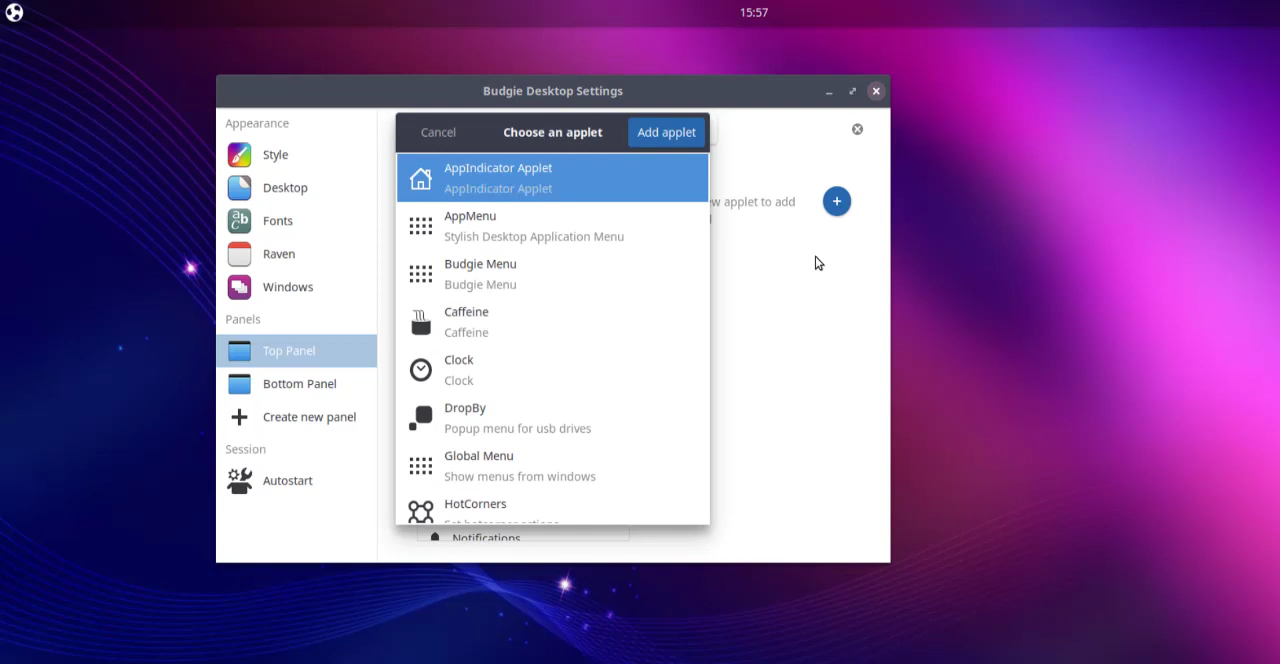 15:57
Budgie Desktop Settings
Appearance
Style
Desktop
Fonts
Raven
Windows
Panels
Top Panel
Bottom Panel
Create new panel
Session
Autostart
Cancel
Choose an applet
Add applet
AppIndicator Applet
AppIndicator Applet
AppMenu
Stylish Desktop Application Menu
Budgie Menu
Budgie Menu
Caffeine
Caffeine
Clock
Clock
DropBy
Popup menu for usb drives
Global Menu
Show menus from windows
HotCorners
applet to add
Notifications